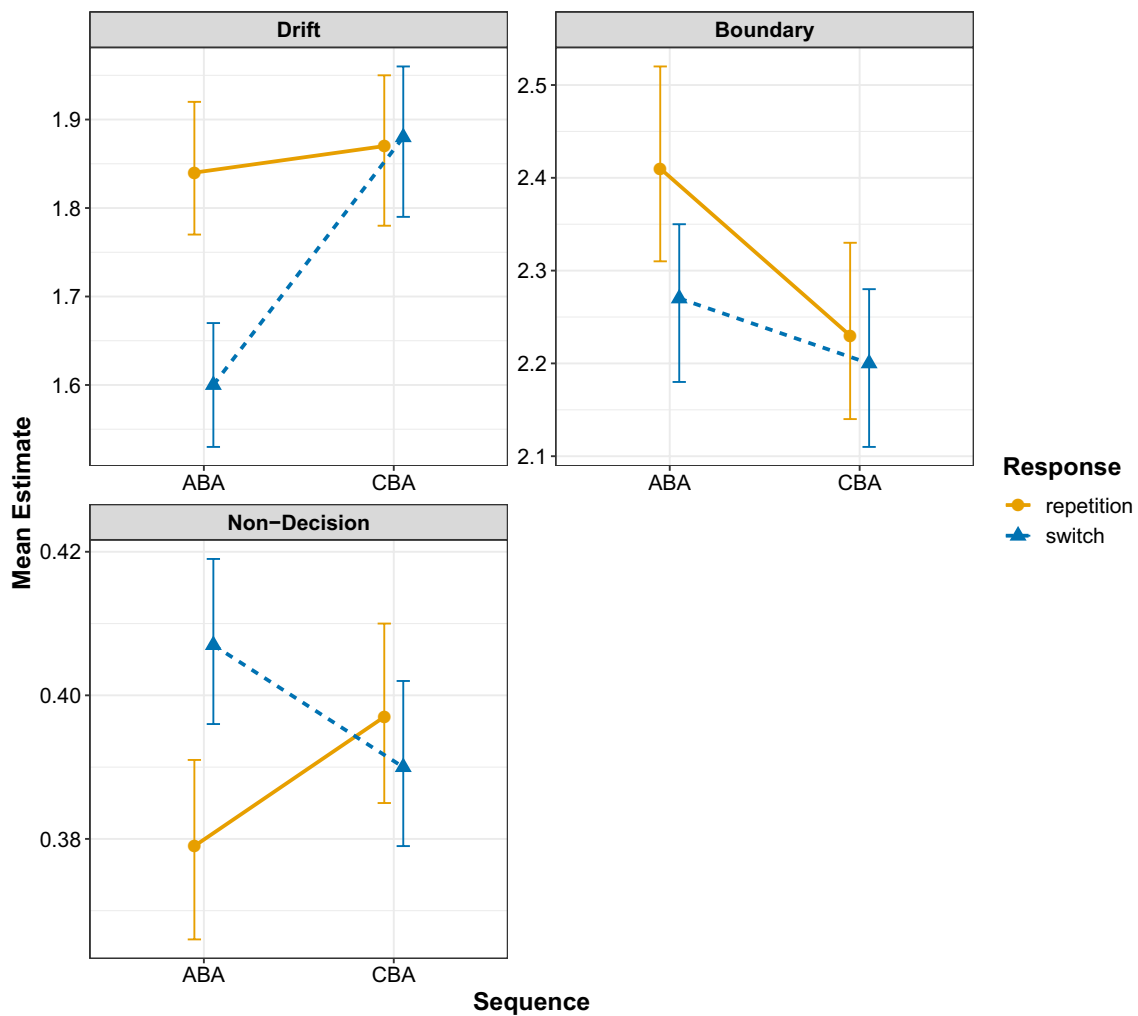 Drift
Boundary
1.9
1.8
1.7
1.6
ABA
CBA
2.5
2.4
2.3
2.2
2.1
ABA
CBA
Non−Decision
0.42
0.40
0.38
ABA
CBA
Mean Estimate
Sequence
Response
repetition
switch